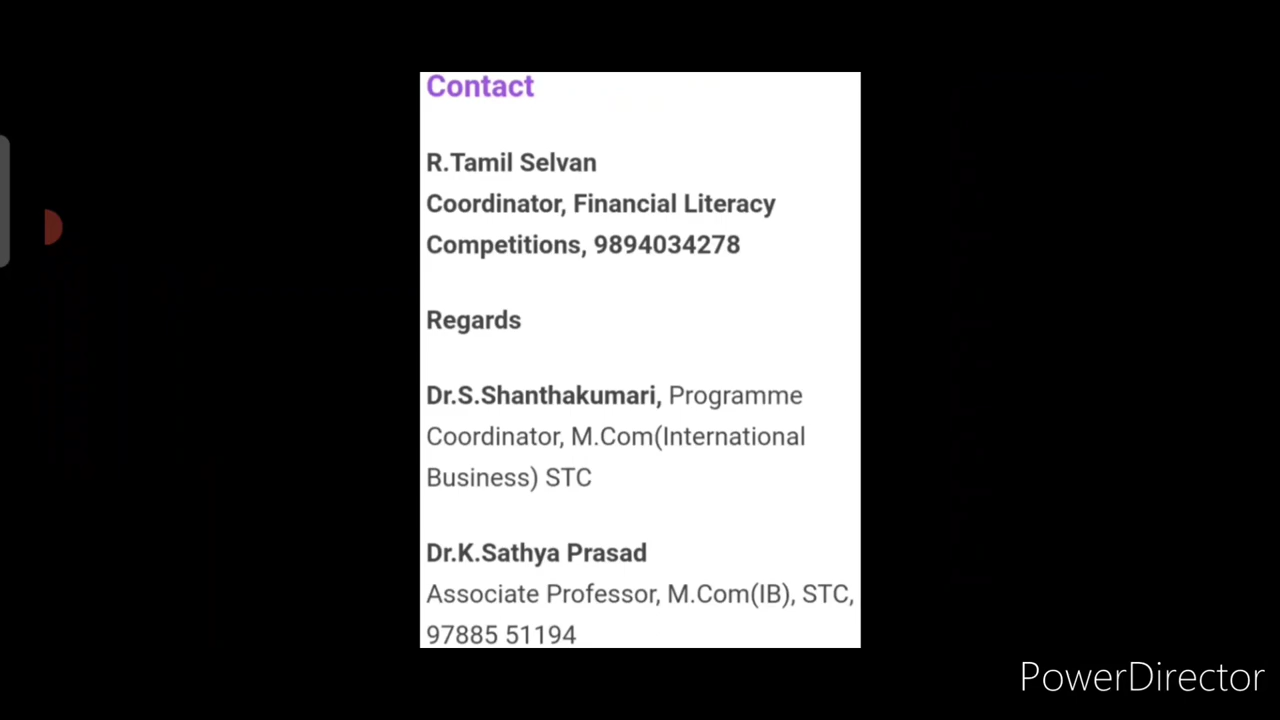 Contact
R.Tamil Selvan
Coordinator, Financial Literacy
Competitions, 9894034278
Regards
Dr.S.Shanthakumari, Programme
Coordinator, M.Com(International
Business) STC
Dr.K.Sathya Prasad
Associate Professor, M.Com(IB), STC,
97885 51194
PowerDirector